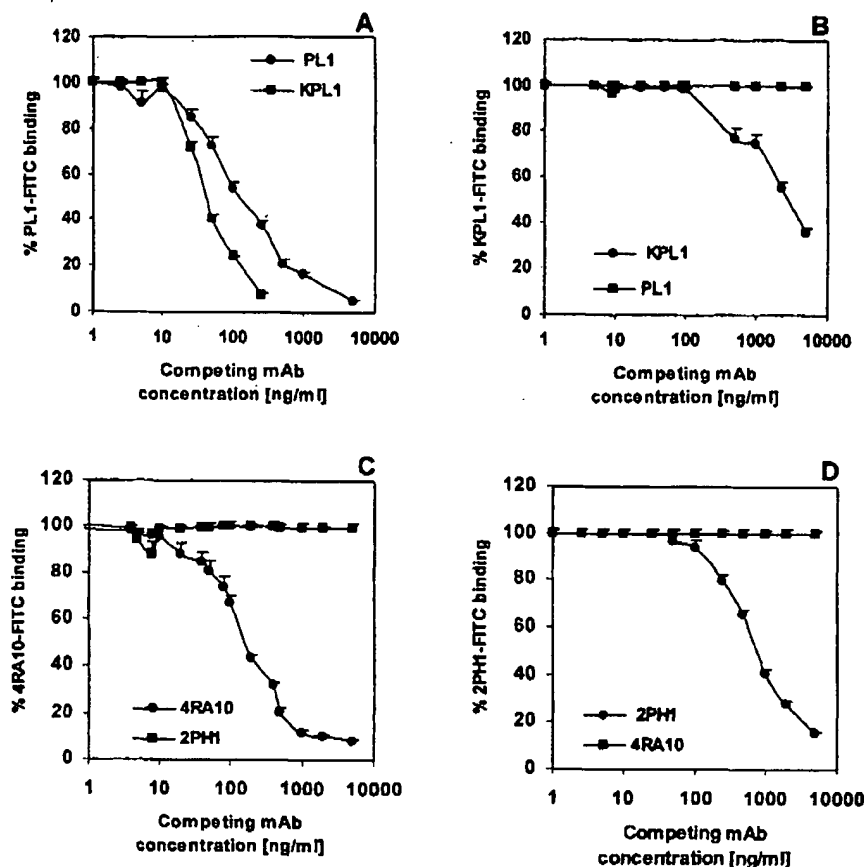 A
120
100
80
60
40
20
0
% PL1-FITC binding
PL1
KPL1
1 10 100 1000 10000
Competing mAb
concentration [ng/ml]
B
120
100
80
60
40
20
0
% KPL1-FITC binding
KPL1
PL1
1 10 100 1000 10000
Competing mAb
concentration [ng/ml]
C
120
100
80
60
40
20
0
% 4RA10-FITC binding
4RA10
2PH1
1 10 100 1000 10000
Competing mAb
concentration [ng/ml]
D
120
100
80
60
40
20
0
% 2PH1-FITC binding
2PH1
4RA10
1 10 100 1000 10000
Competing mAb
concentration [ng/ml]